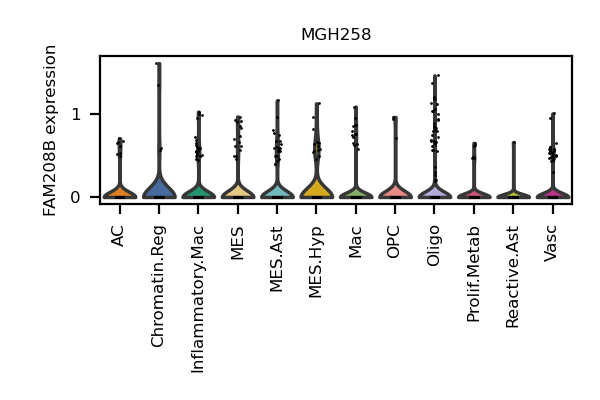 MGH258
FAM208B expression
1
0
AC
Chromatin.Reg
Inflammatory.Mac
MES
MES.Ast
MES.Hyp
Mac
OPC
Oligo
Prolif.Metab
Reactive.Ast
Vasc